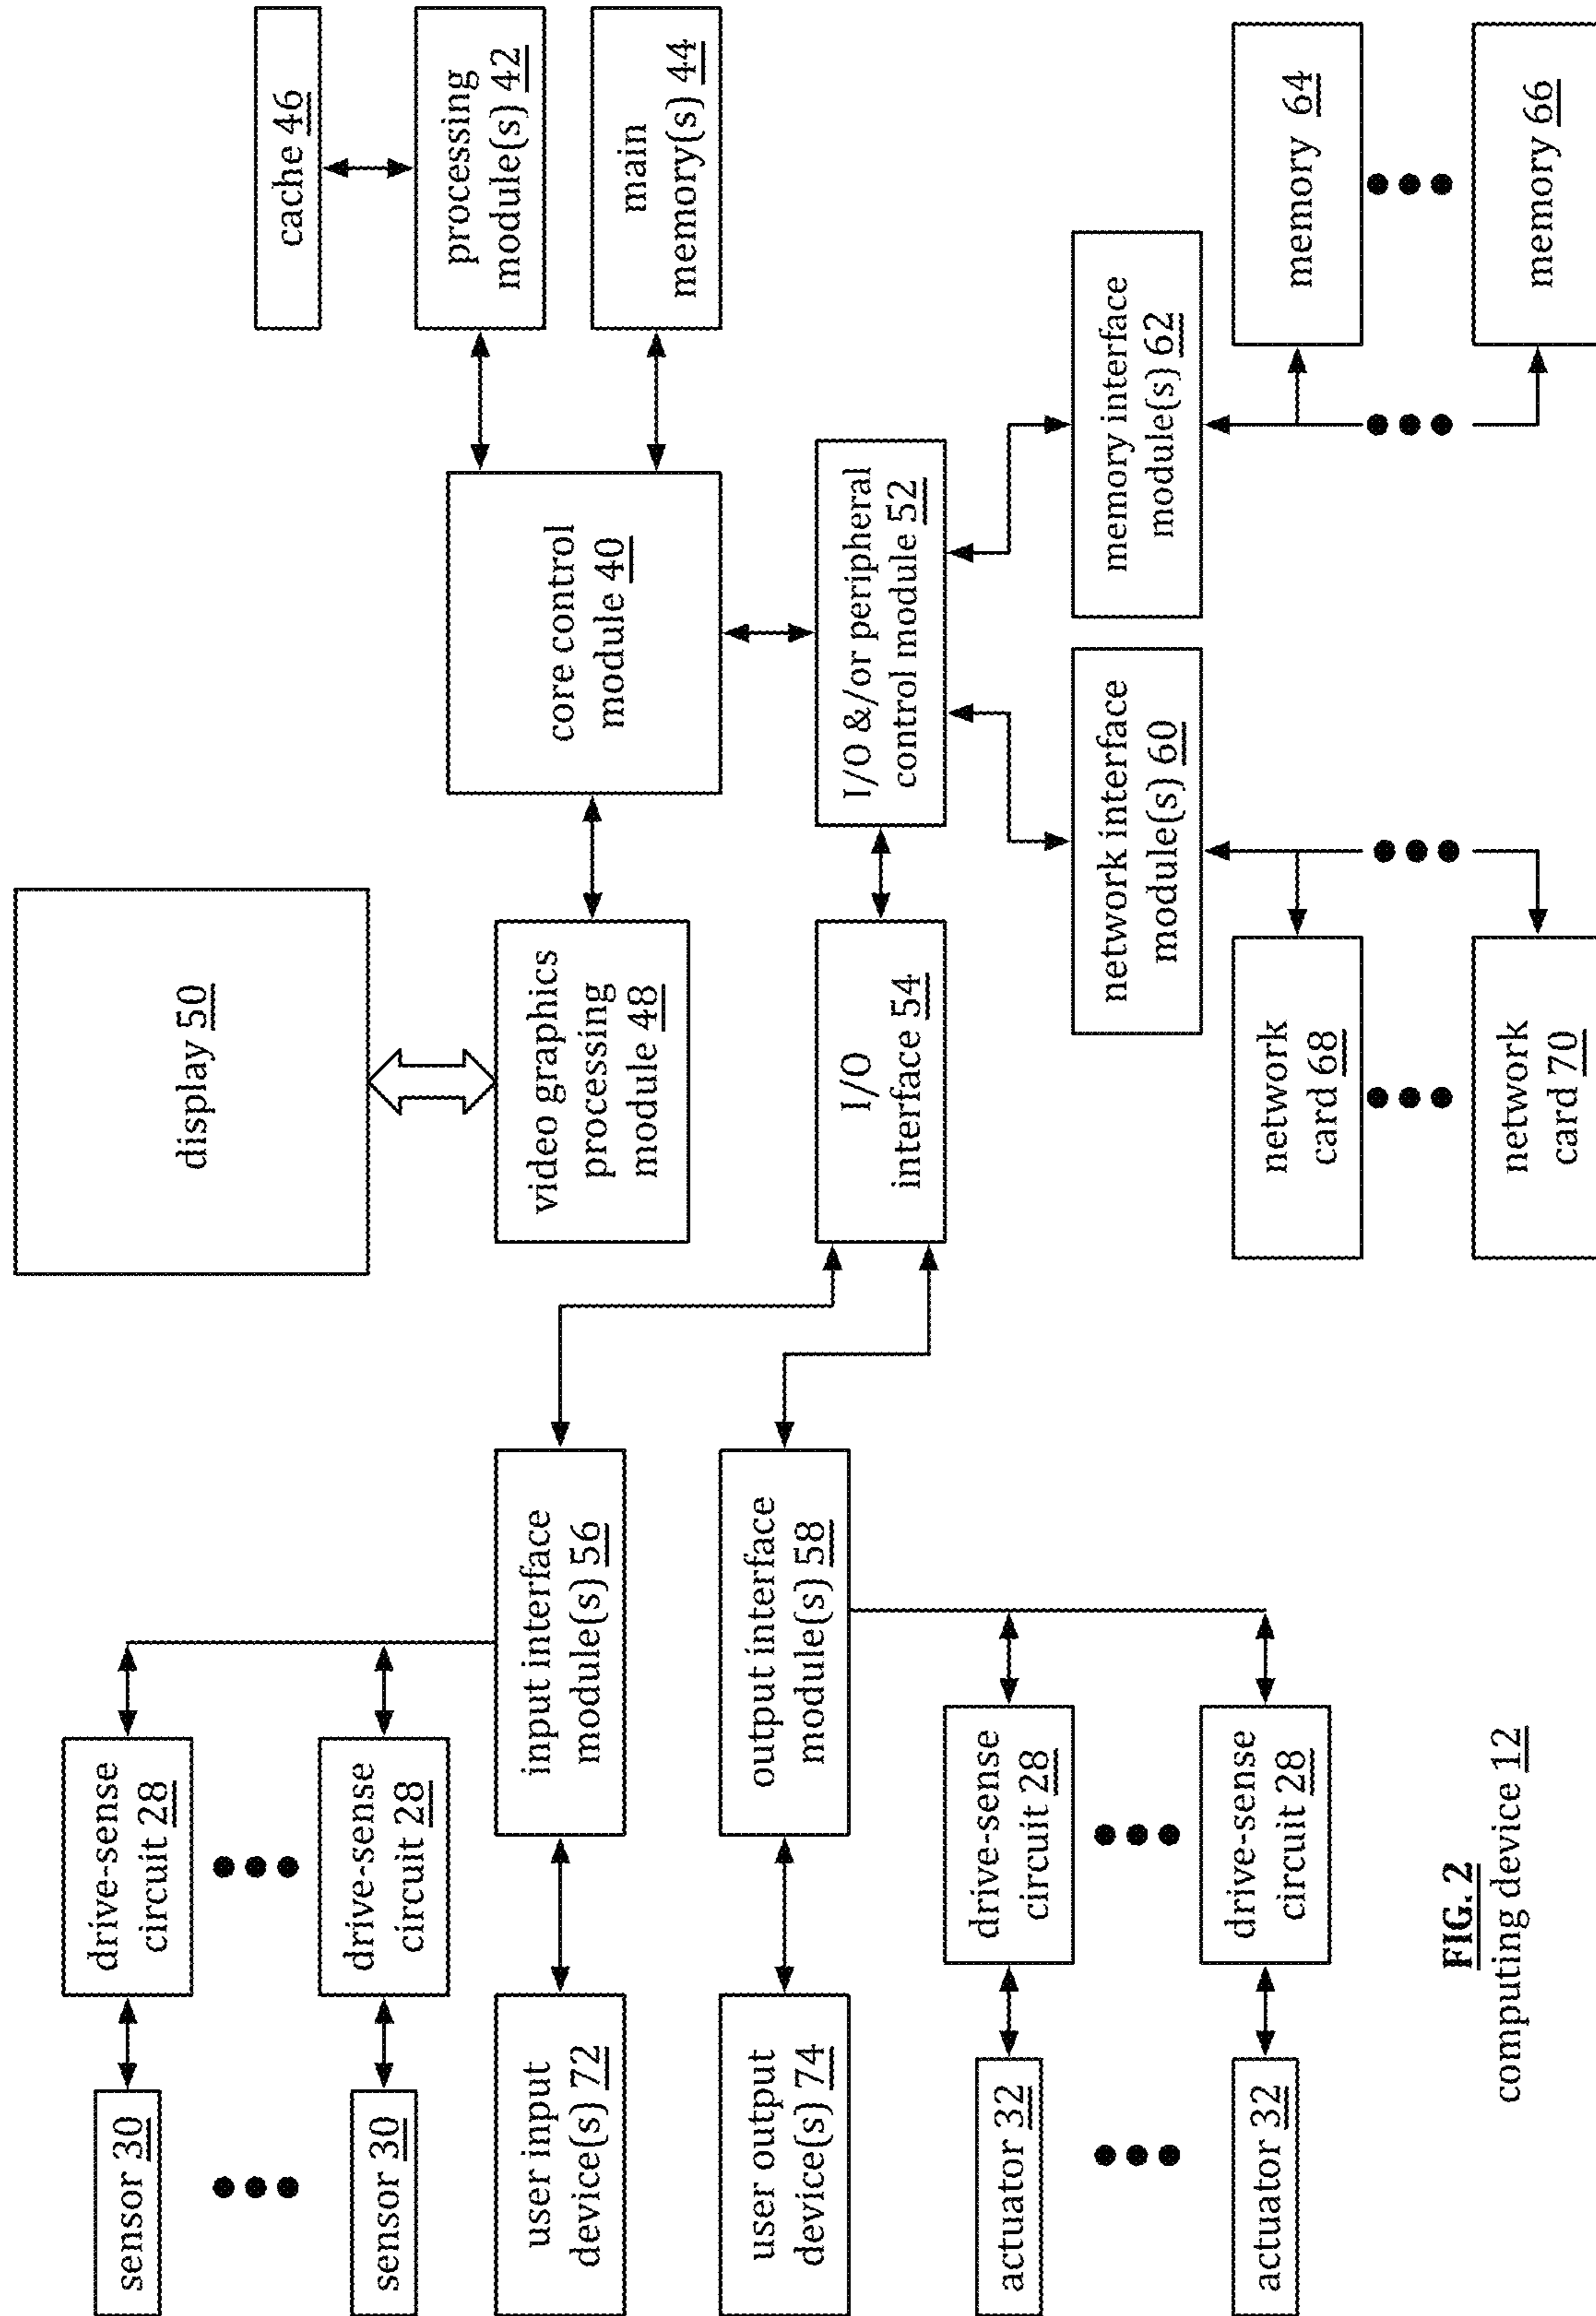 display 50
cache 46
processing
module(s) 42
main
memory(s) 44
core control
module 40
video graphics
processing
module 48
I/O &/or peripheral
control module 52
I/O
interface 54
sensor 30
drive-sense
circuit 28
sensor 30
drive-sense
circuit 28
user input
device(s) 72
input interface
module(s) 56
user output
device(s) 74
output interface
module(s) 58
actuator 32
drive-sense
circuit 28
actuator 32
drive-sense
circuit 28
network interface
module(s) 60
memory interface
module(s) 62
network
card 68
memory 64
network
card 70
memory 66
FIG. 2
computing device 12